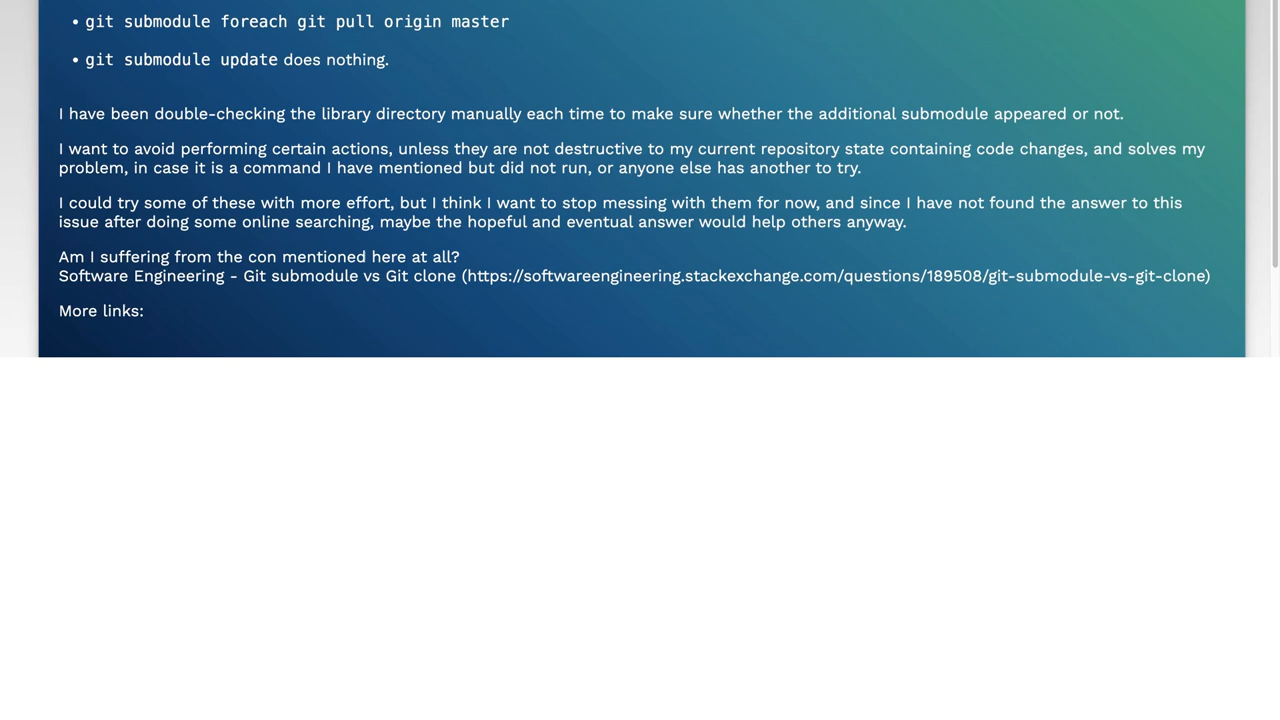 • git submodule foreach git pull origin master
• git submodule update does nothing.
I have been double-checking the library directory manually each time to make sure whether the additional submodule appeared or not.
I want to avoid performing certain actions, unless they are not destructive to my current repository state containing code changes, and solves my
problem, in case it is a command I have mentioned but did not run, or anyone else has another to try.
I could try some of these with more effort, but I think I want to stop messing with them for now, and since I have not found the answer to this
issue after doing some online searching, maybe the hopeful and eventual answer would help others anyway.
Am I suffering from the con mentioned here at all?
Software Engineering - Git submodule vs Git clone (https://softwareengineering.stackexchange.com/questions/189508/git-submodule-vs-git-clone)
More links: